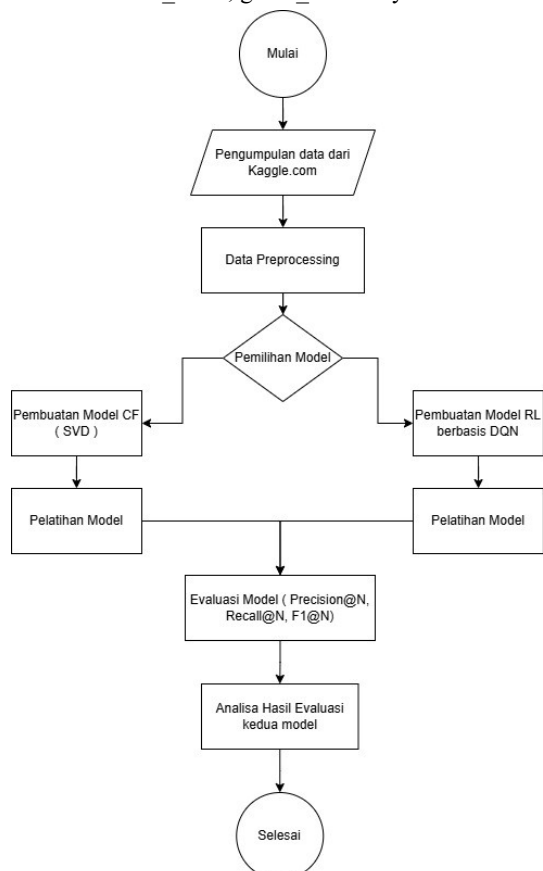 Mulai
Pengumpulan data dari
Kaggle.com
Data Preprocessing
Pemilihan Model
Pembuatan Model CF
( SVD )
Pembuatan Model RL
berbasis DQN
Pelatihan Model
Pelatihan Model
Evaluasi Model ( Precision@N,
Recall@N, F1@N)
Analisa Hasil Evaluasi
kedua model
Selesai